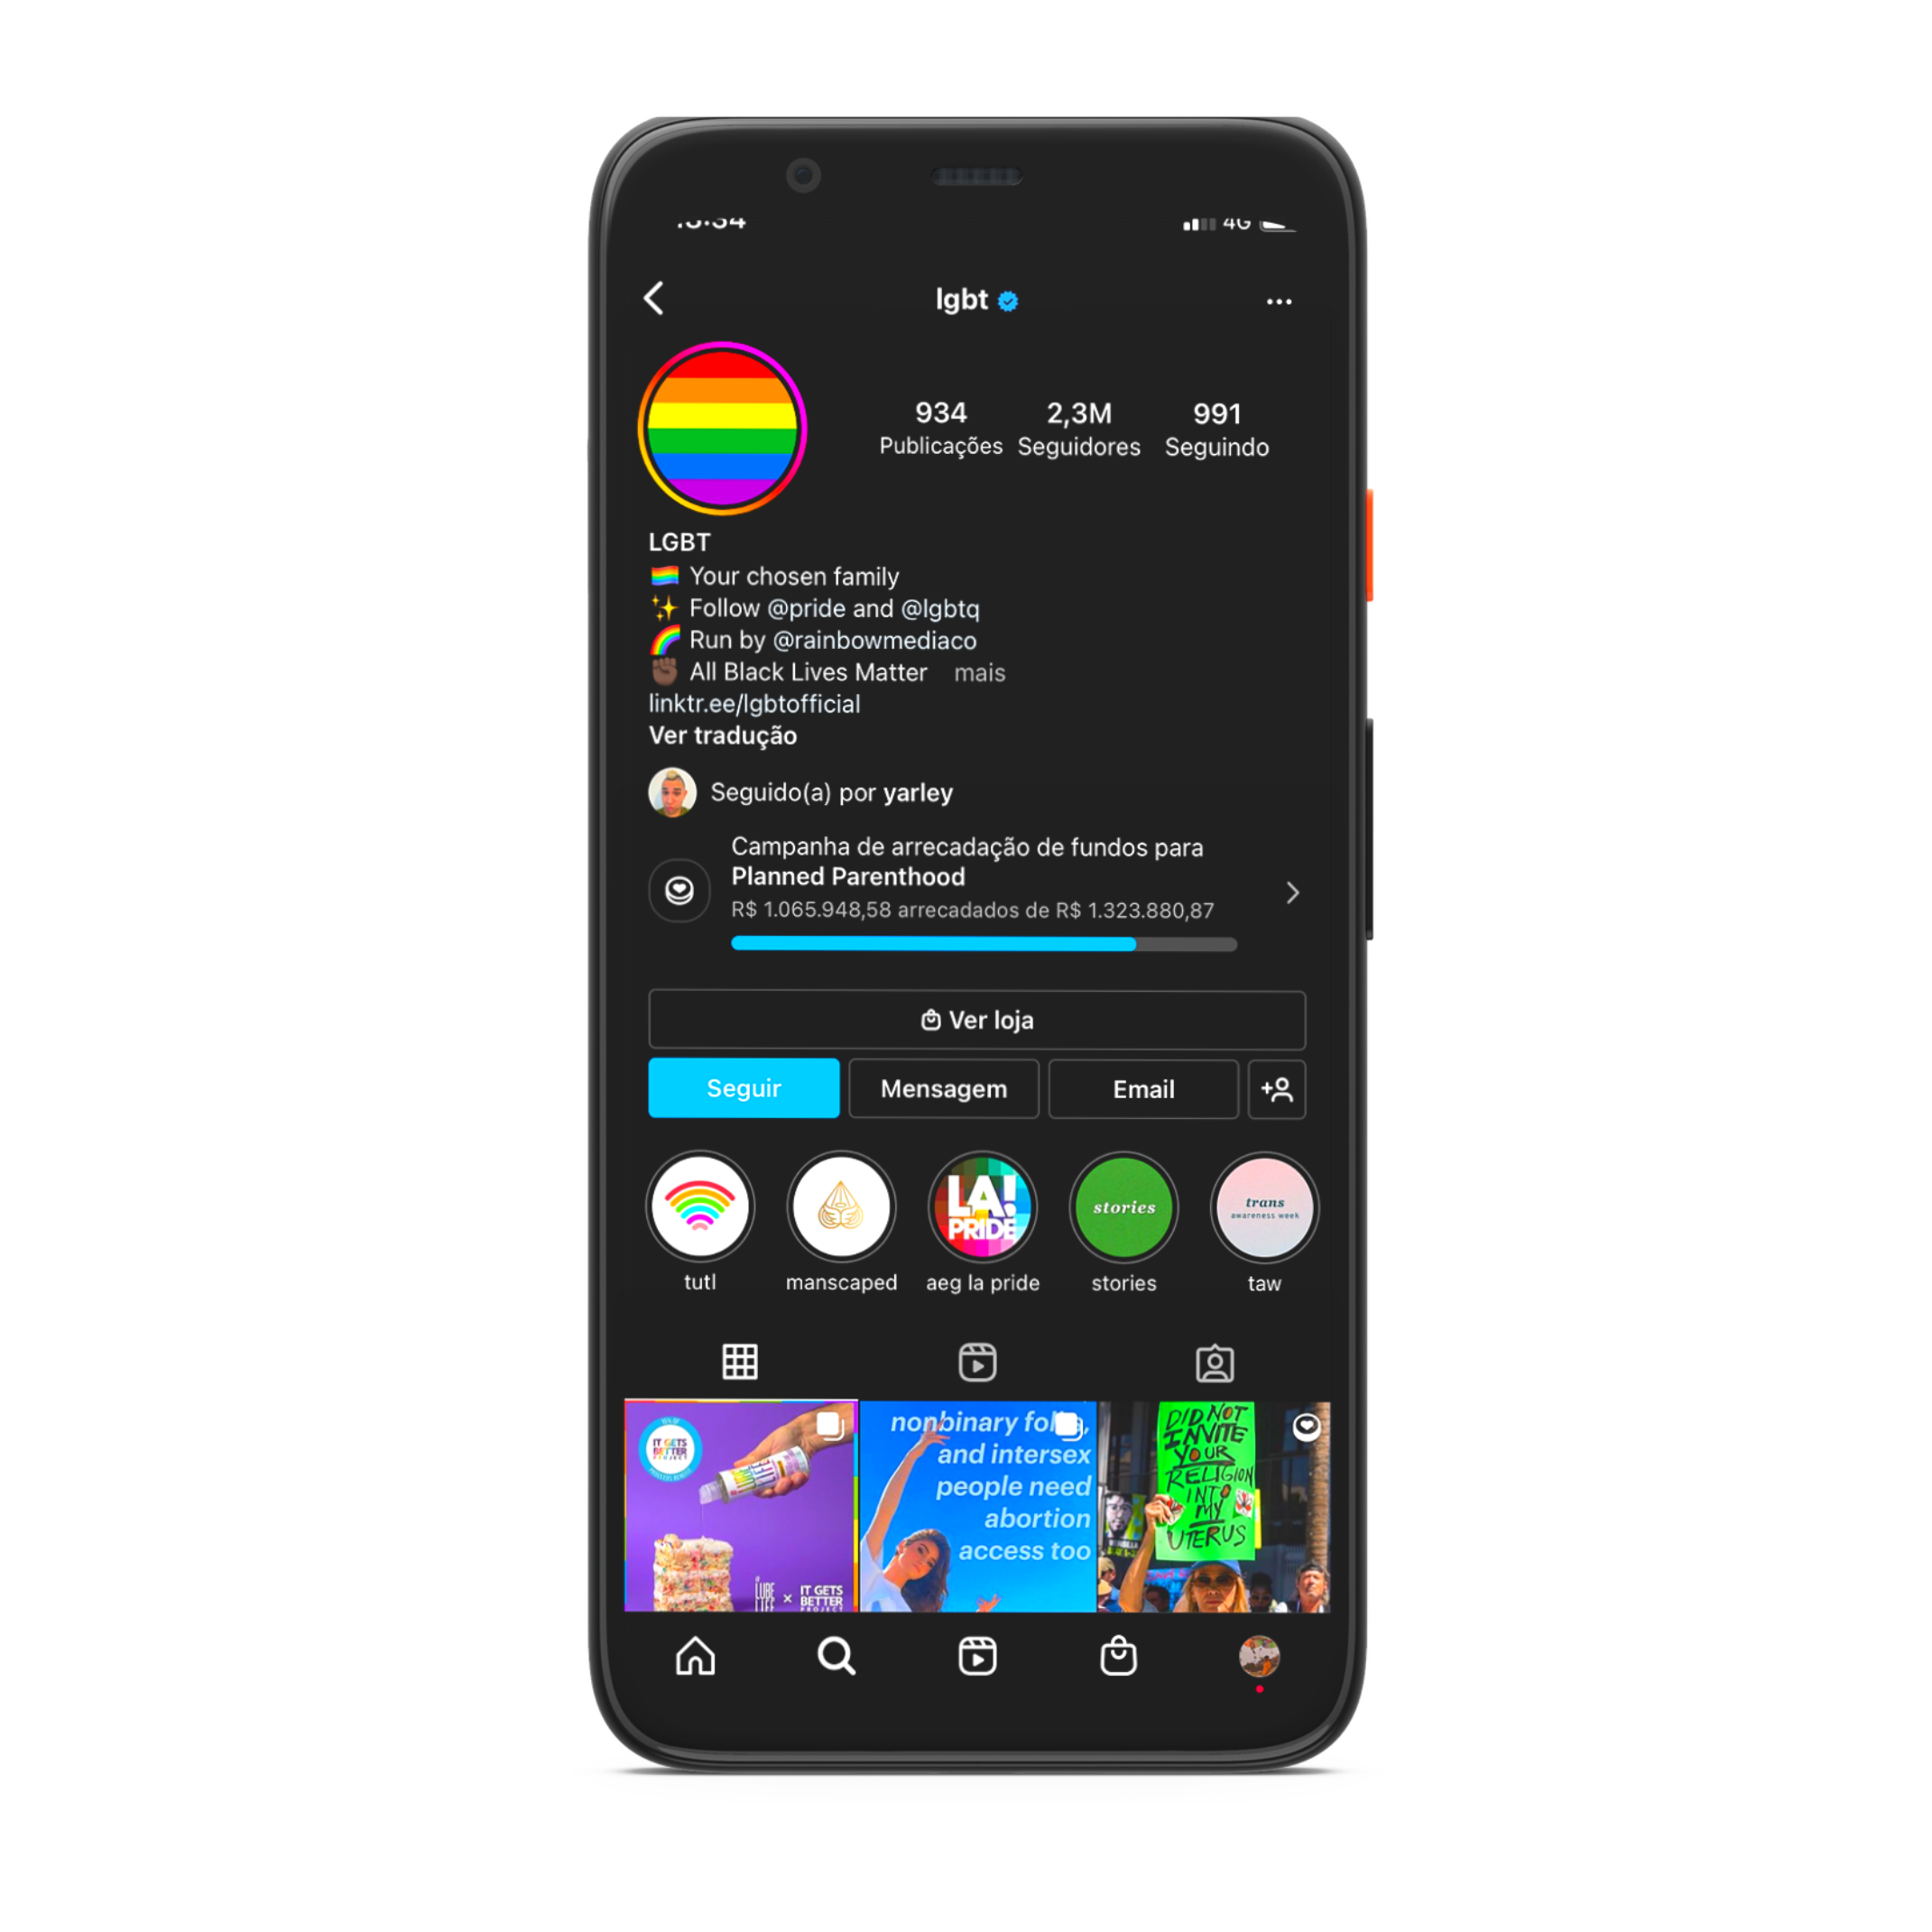 4G
lgbt
934
2,3M
991
Publicações
Seguidores
Seguindo
LGBT
Your chosen family
Follow @pride and @lgbtq
Run by @rainbowmediaco
All Black Lives Matter mais
linktr.ee/lgbtofficial
Ver tradução
Seguido(a) por yarley
Campanha de arrecadação de fundos para
Planned Parenthood
R$ 1.065.948,58 arrecadados de R$ 1.323.880,87
Ver loja
Seguir
Mensagem
Email
LA!
PRIDE
stories
trans
awareness week
tutl
manscaped
aeg la pride
stories
taw
IT GETS
BETTER
PROJECT
LUBE
LIFE
x
IT GETS
BETTER
PROJECT
nonbinary
and intersex
people need
abortion
access too
DID NOT
INVITE
YOUR
RELIGION
INTO
MY
UTERUS